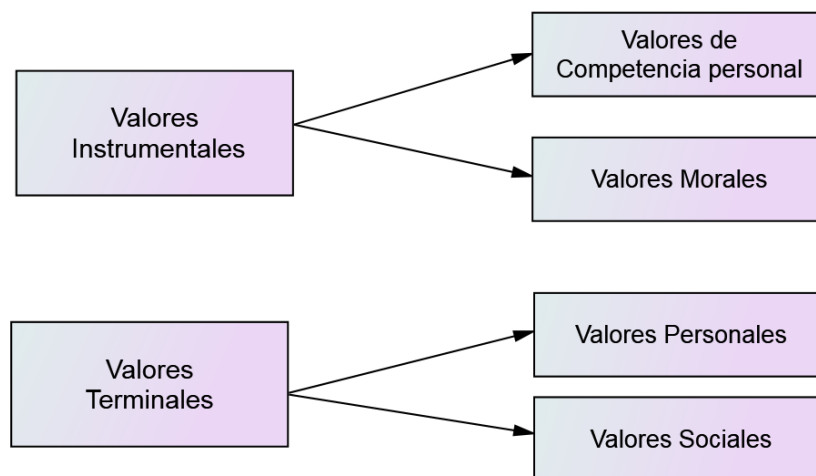 Valores
Instrumentales
Valores de
Competencia personal
Valores Morales
Valores
Terminales
Valores Personales
Valores Sociales